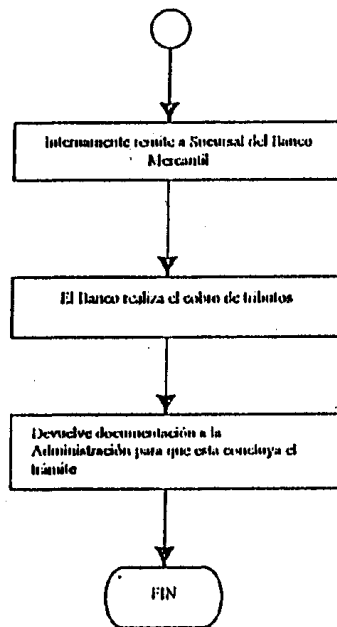 Internamente remite a Sucursal del Banco
Mercantil
El Banco realiza el cobro de tributos
Devuelve documentación a la
Administración para que esta concluya el
trámite
FIN